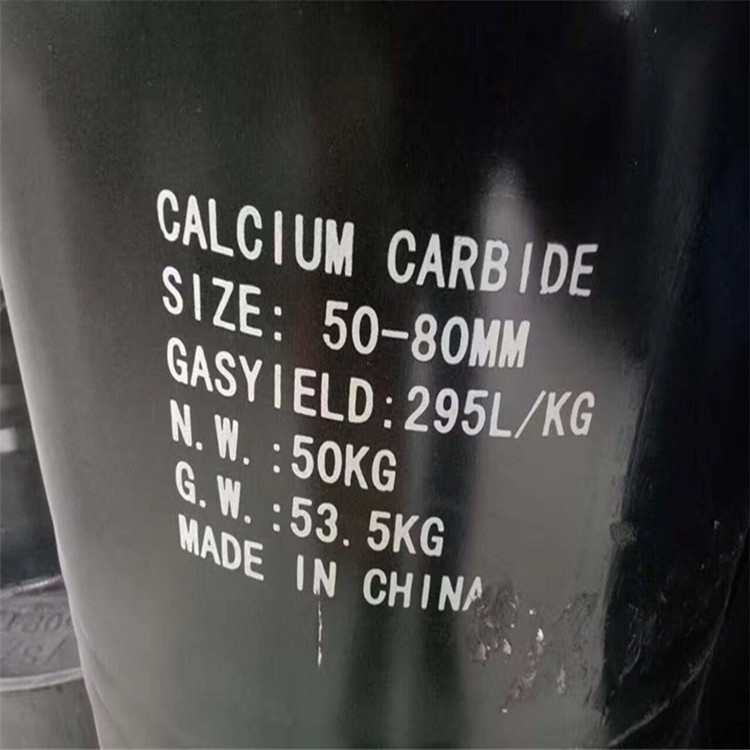 CALCIUM CARBIDE
SIZE: 50-80MM
GASYIELD:295L/KG
N.W.:50KG
G.W.:53.5KG
MADE IN CHINA